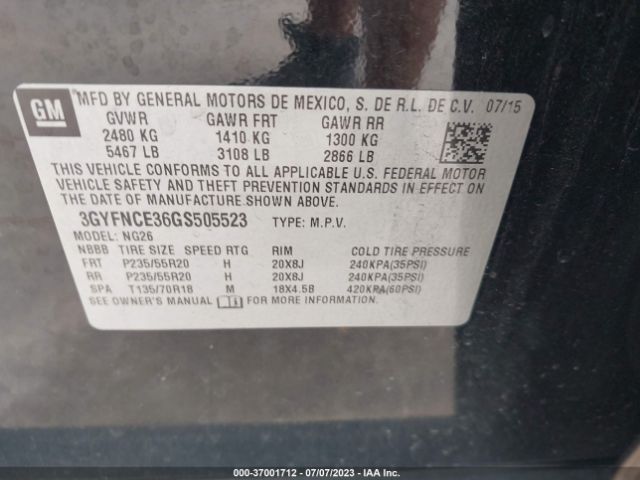 GM
MFD BY GENERAL MOTORS DE MEXICO, S. DE R.L. DE C.V. 07/15
GVWR GAWR FRT GAWR RR
2480 KG 1410 KG 1300 KG
5467 LB 3108 LB 2866 LB
THIS VEHICLE CONFORMS TO ALL APPLICABLE U.S. FEDERAL MOTOR
VEHICLE SAFETY AND THEFT PREVENTION STANDARDS IN EFFECT ON
THE DATE OF MANUFACTURE SHOWN ABOVE.
3GYFNCE36GS505523 TYPE: M.P.V.
MODEL: NG26
NBBB TIRE SIZE SPEED RTG RIM COLD TIRE PRESSURE
FRT P235/55R20 H 20X8J 240KPA(35PSI)
RR P235/55R20 H 20X8J 240KPA(35PSI)
SPA T135/70R18 M 18X4.5B 420KPA(60PSI)
SEE OWNER'S MANUAL FOR MORE INFORMATION.
000-37001712 - 07/07/2023 - IAA Inc.